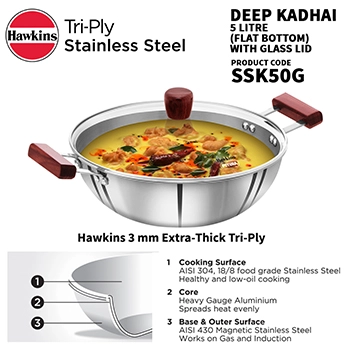 Hawkins
Tri-Ply
Stainless Steel
DEEP KADHAI
5 LITRE
(FLAT BOTTOM)
WITH GLASS LID
PRODUCT CODE
SSK50G
Hawkins 3 mm Extra-Thick Tri-Ply
1 Cooking Surface
AISI 304, 18/8 food grade Stainless Steel
Healthy and low-oil cooking
2 Core
Heavy Gauge Aluminium
Spreads heat evenly
3 Base & Outer Surface
AISI 430 Magnetic Stainless Steel
Works on Gas and Induction
1
2
3